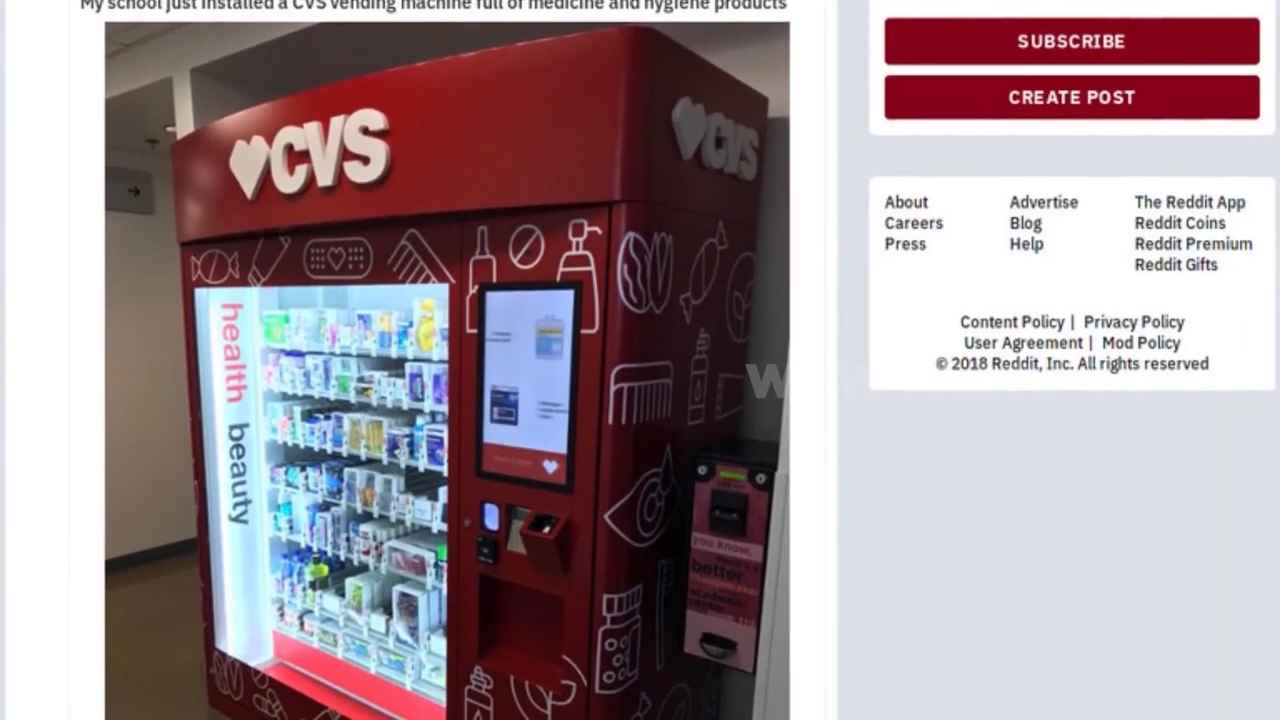 My school just installed a CVS vending machine full of medicine and hygiene products
CVS
CVS
health beauty
you know,
better
SUBSCRIBE
CREATE POST
About
Careers
Press
Advertise
Blog
Help
The Reddit App
Reddit Coins
Reddit Premium
Reddit Gifts
Content Policy | Privacy Policy
User Agreement | Mod Policy
© 2018 Reddit, Inc. All rights reserved